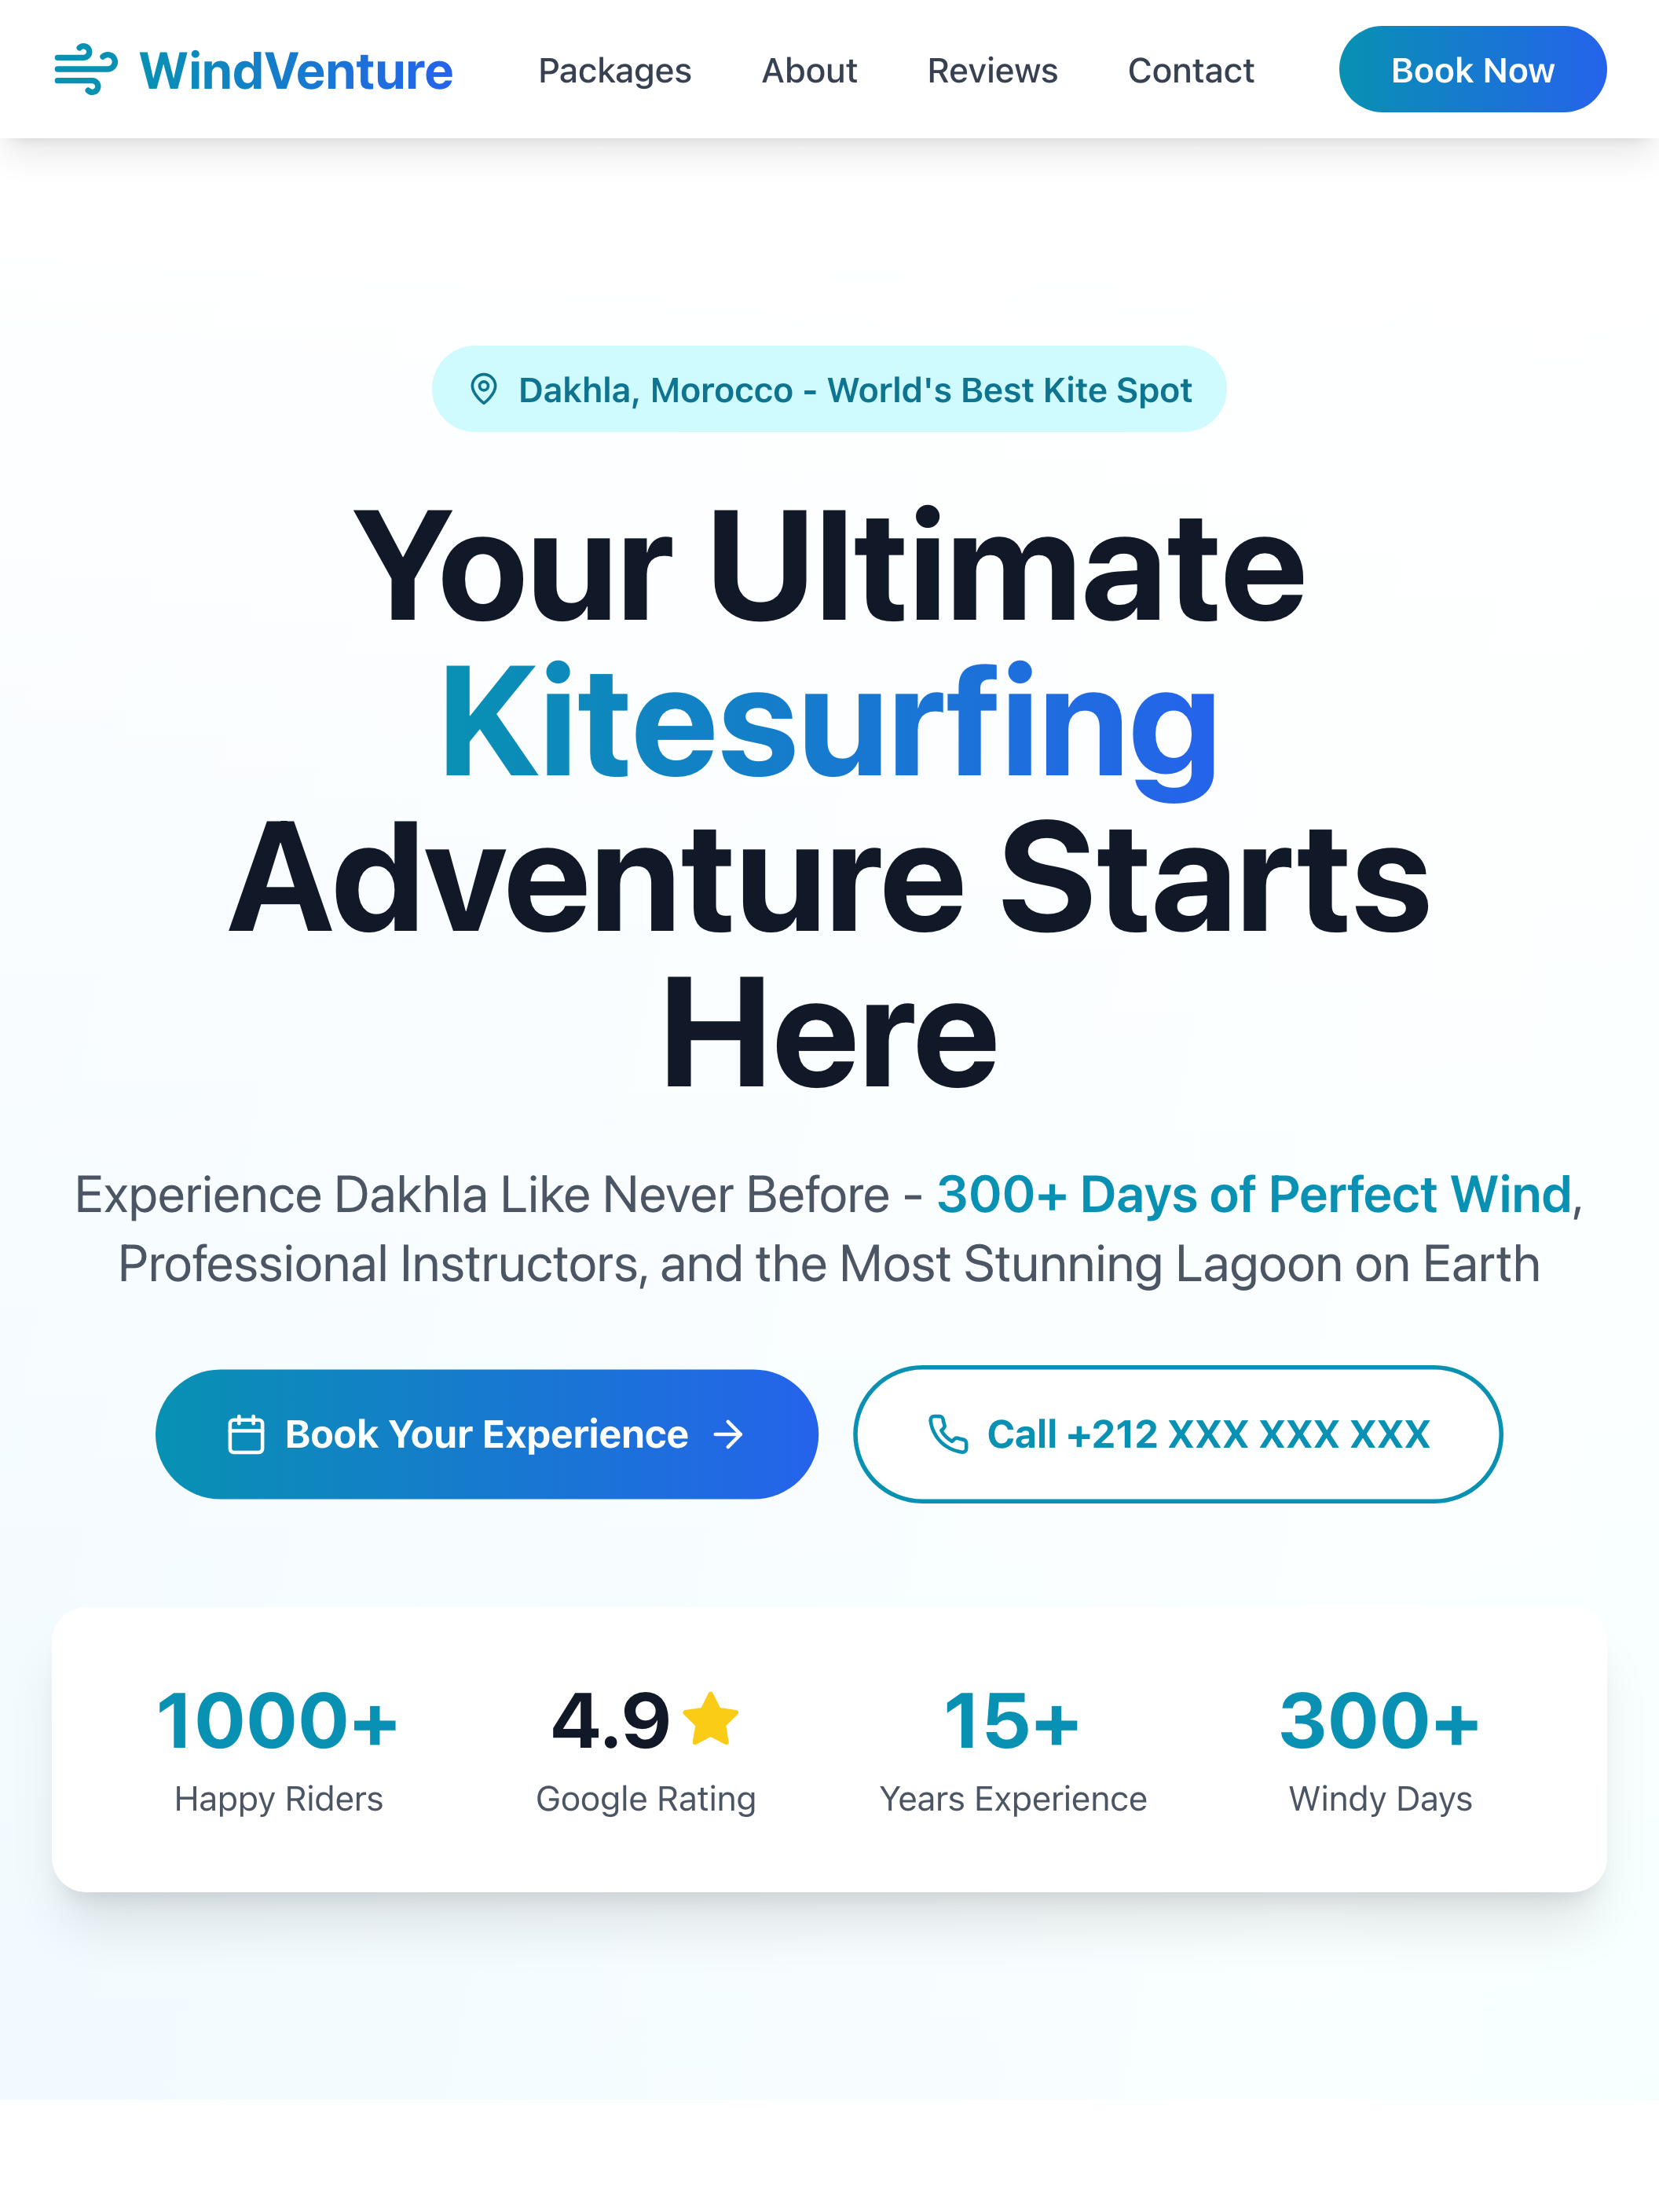 WindVenture
Packages
About
Reviews
Contact
Book Now
Dakhla, Morocco - World's Best Kite Spot
Your Ultimate
Kitesurfing
Adventure Starts
Here
Experience Dakhla Like Never Before - 300+ Days of Perfect Wind,
Professional Instructors, and the Most Stunning Lagoon on Earth
Book Your Experience
Call +212 XXX XXX XXX
1000+
Happy Riders
4.9
Google Rating
15+
Years Experience
300+
Windy Days